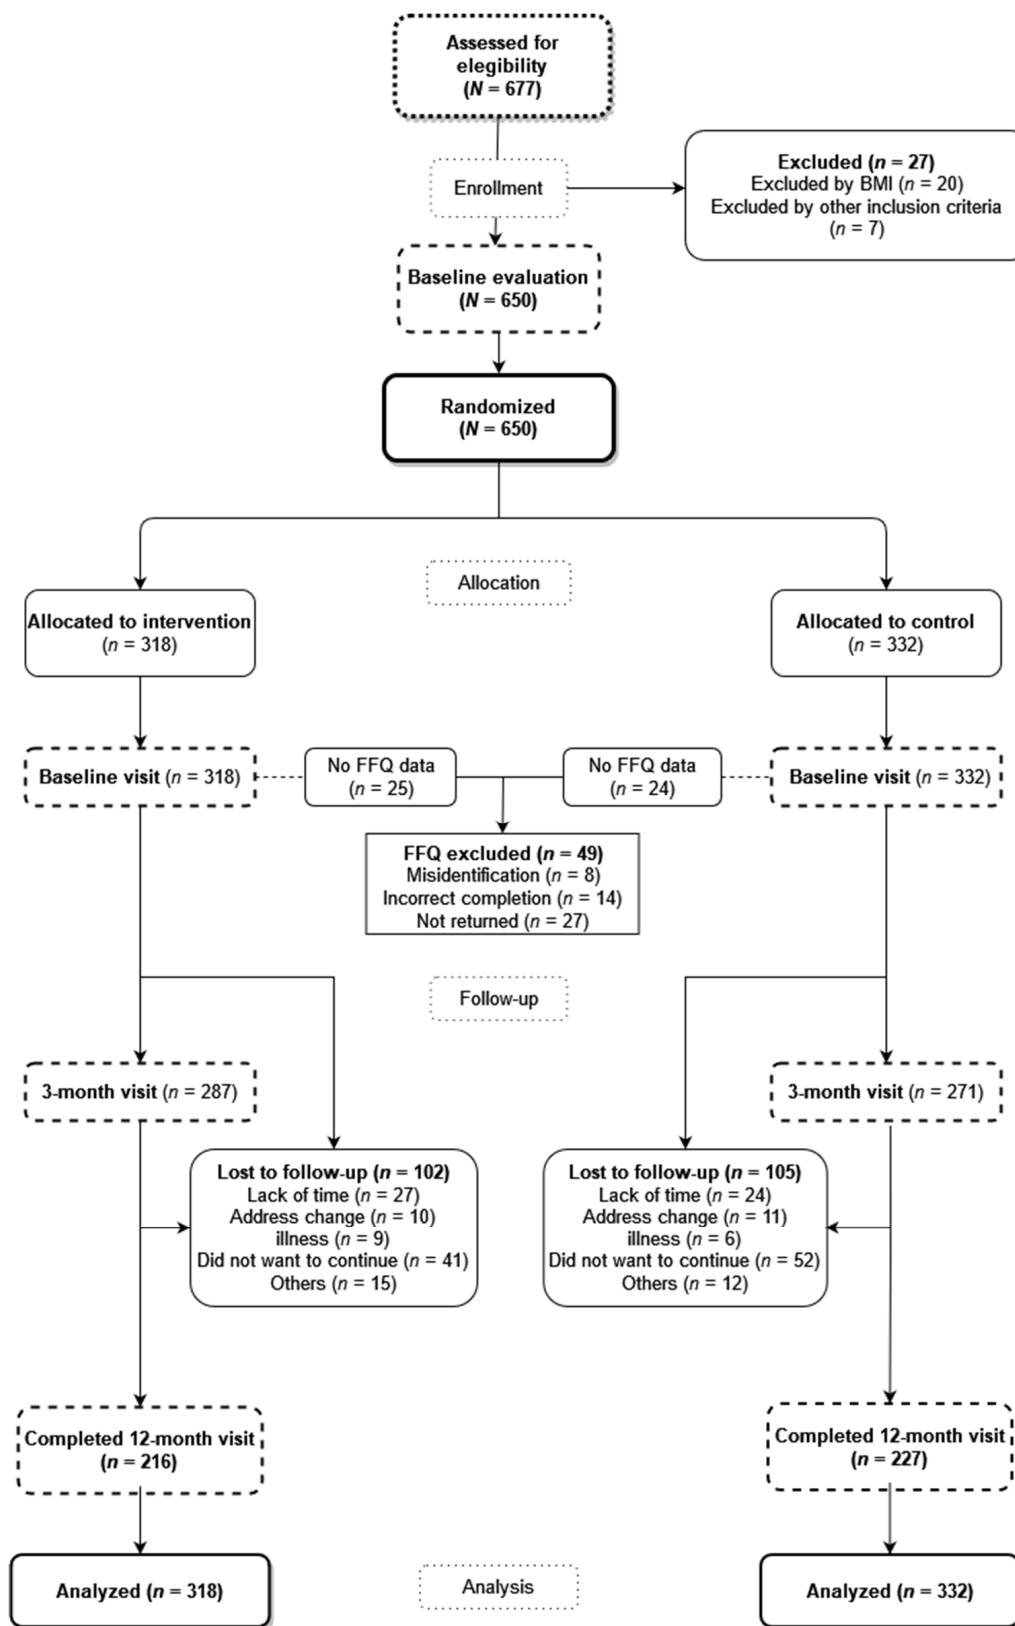 Assessed for
elegibility
(N = 677)
Enrollment
Excluded (n = 27)
Excluded by BMI (n = 20)
Excluded by other inclusion criteria
(n = 7)
Baseline evaluation
(N = 650)
Randomized
(N = 650)
Allocation
Allocated to intervention
(n = 318)
Allocated to control
(n = 332)
Baseline visit (n = 318)
No FFQ data
(n = 25)
No FFQ data
(n = 24)
Baseline visit (n = 332)
FFQ excluded (n = 49)
Misidentification (n = 8)
Incorrect completion (n = 14)
Not returned (n = 27)
Follow-up
3-month visit (n = 287)
3-month visit (n = 271)
Lost to follow-up (n = 102)
Lack of time (n = 27)
Address change (n = 10)
illness (n = 9)
Did not want to continue (n = 41)
Others (n = 15)
Lost to follow-up (n = 105)
Lack of time (n = 24)
Address change (n = 11)
illness (n = 6)
Did not want to continue (n = 52)
Others (n = 12)
Completed 12-month visit
(n = 216)
Completed 12-month visit
(n = 227)
Analyzed (n = 318)
Analysis
Analyzed (n = 332)